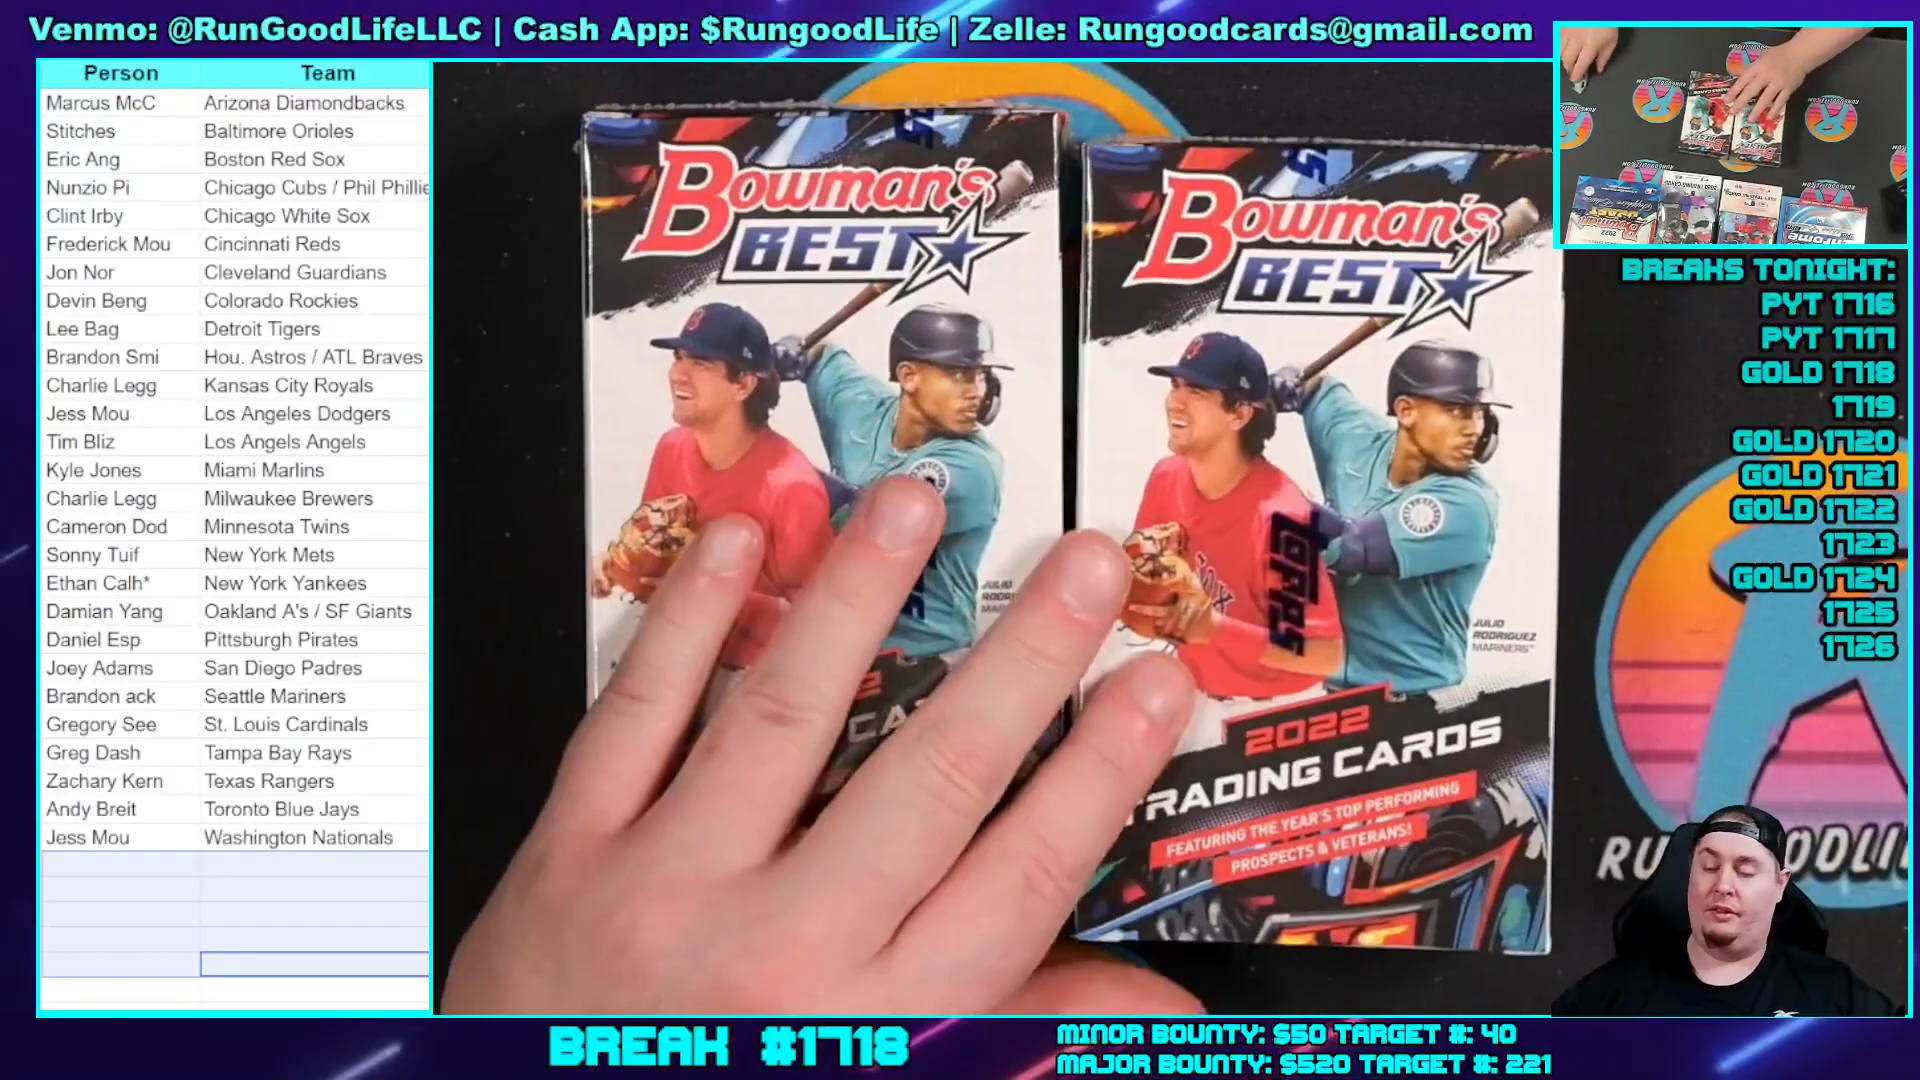 Venmo: @RunGoodLifeLLC | Cash App: $RungoodLife | Zelle: Rungoodcards@gmail.com
Person Team
Marcus McC Arizona Diamondbacks
Stitches Baltimore Orioles
Eric Ang Boston Red Sox
Nunzio Pi Chicago Cubs / Phil Phillie
Clint Irby Chicago White Sox
Frederick Mou Cincinnati Reds
Jon Nor Cleveland Guardians
Devin Beng Colorado Rockies
Lee Bag Detroit Tigers
Brandon Smi Hou. Astros / ATL Braves
Charlie Legg Kansas City Royals
Jess Mou Los Angeles Dodgers
Tim Bliz Los Angels Angels
Kyle Jones Miami Marlins
Charlie Legg Milwaukee Brewers
Cameron Dod Minnesota Twins
Sonny Tuif New York Mets
Ethan Calh* New York Yankees
Damian Yang Oakland A's / SF Giants
Daniel Esp Pittsburgh Pirates
Joey Adams San Diego Padres
Brandon ack Seattle Mariners
Gregory See St. Louis Cardinals
Greg Dash Tampa Bay Rays
Zachary Kern Texas Rangers
Andy Breit Toronto Blue Jays
Jess Mou Washington Nationals
Bowman's
BEST
JULIO
Bowman's
BEST
Topps
JULIO
RODRIGUEZ
MARINERS™
2022
TRADING CARDS
FEATURING THE YEAR'S TOP PERFORMING
PROSPECTS & VETERANS!
BREAKS TONIGHT:
PYT 1716
PYT 1717
GOLD 1718
1719
GOLD 1720
GOLD 1721
GOLD 1722
1723
GOLD 1724
1725
1726
BREAK #1718
MINOR BOUNTY: $50 TARGET #: 40
MAJOR BOUNTY: $520 TARGET #: 221